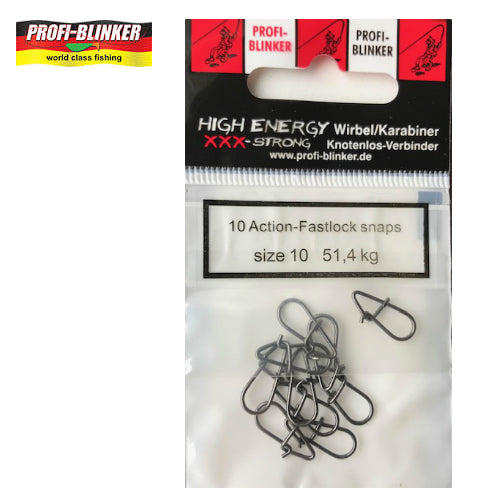 PROFI-BLINKER
world class fishing
PROFI-
BLINKER
PROFI-
BLINKER
HIGH ENERGY
XXX-STRONG
Wirbel/Karabiner
Knotenlos-Verbinder
www.profi-blinker.de
10 Action-Fastlock snaps
size 10 51,4 kg